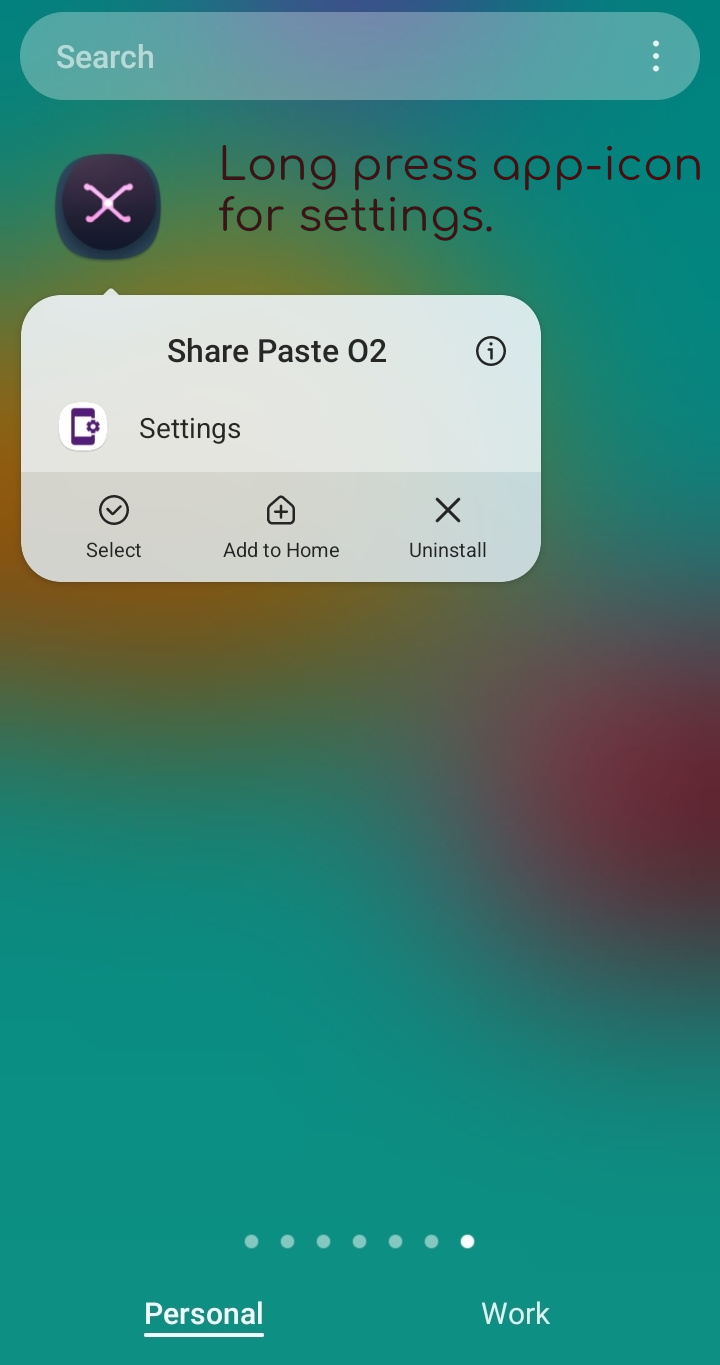 Search
Long press app-icon
for settings.
Share Paste O2
Settings
Select
Add to Home
Uninstall
Personal
Work